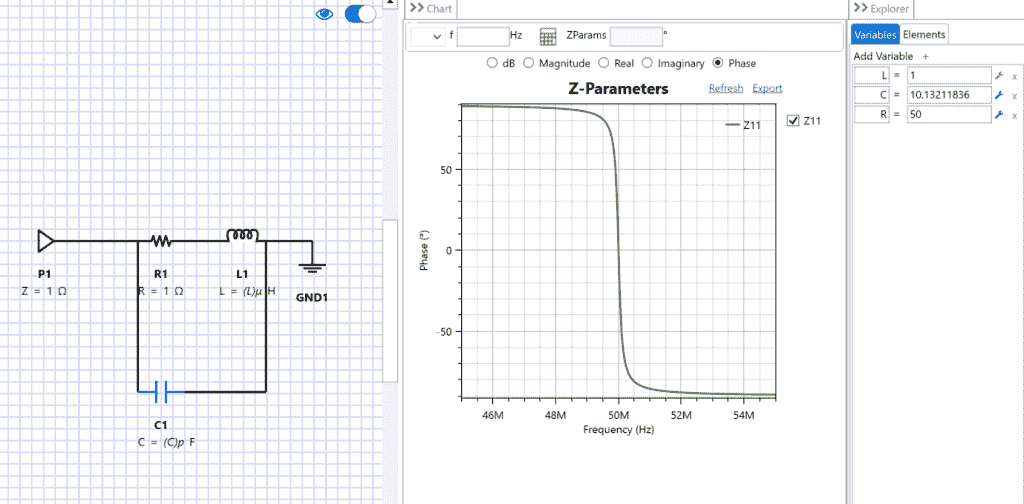 Chart
f Hz ZParams °
dB Magnitude Real Imaginary Phase
Z-Parameters Refresh Export
Z11
Z11
50
0
-50
Phase (°)
46M 48M 50M 52M 54M
Frequency (Hz)
P1
Z = 1 Ω
R1
R = 1 Ω
L1
L = (L)μ H
GND1
C1
C = (C)p F
Explorer
Variables Elements
Add Variable +
L = 1 x
C = 10.13211836 x
R = 50 x